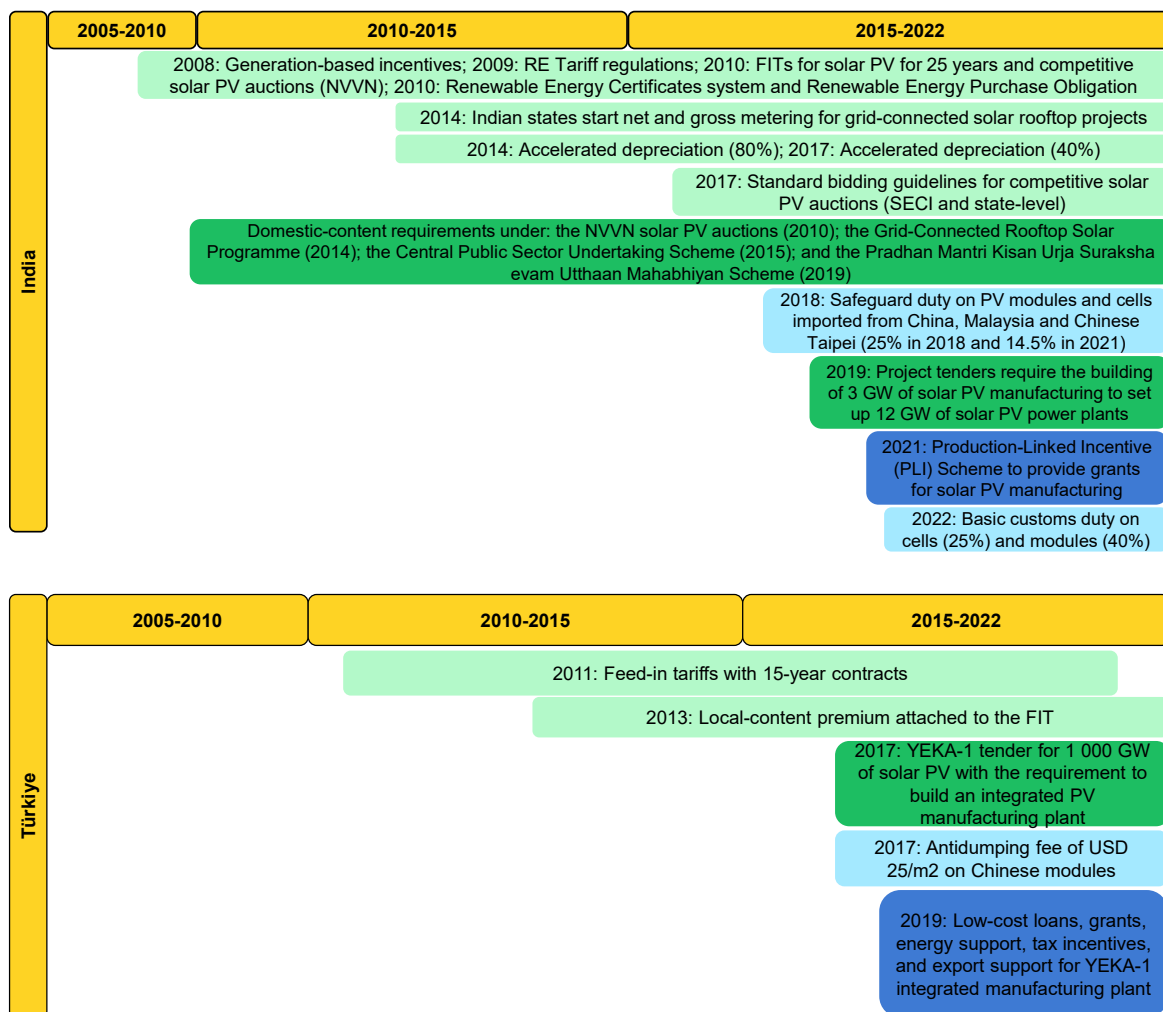 2005-2010
2010-2015
2015-2022
India
2008: Generation-based incentives; 2009: RE Tariff regulations; 2010: FITs for solar PV for 25 years and competitive
solar PV auctions (NVVN); 2010: Renewable Energy Certificates system and Renewable Energy Purchase Obligation
2014: Indian states start net and gross metering for grid-connected solar rooftop projects
2014: Accelerated depreciation (80%); 2017: Accelerated depreciation (40%)
2017: Standard bidding guidelines for competitive solar
PV auctions (SECI and state-level)
Domestic-content requirements under: the NVVN solar PV auctions (2010); the Grid-Connected Rooftop Solar
Programme (2014); the Central Public Sector Undertaking Scheme (2015); and the Pradhan Mantri Kisan Urja Suraksha
evam Utthaan Mahabhiyan Scheme (2019)
2018: Safeguard duty on PV modules and cells
imported from China, Malaysia and Chinese
Taipei (25% in 2018 and 14.5% in 2021)
2019: Project tenders require the building
of 3 GW of solar PV manufacturing to set
up 12 GW of solar PV power plants
2021: Production-Linked Incentive
(PLI) Scheme to provide grants
for solar PV manufacturing
2022: Basic customs duty on
cells (25%) and modules (40%)
2005-2010
2010-2015
2015-2022
Türkiye
2011: Feed-in tariffs with 15-year contracts
2013: Local-content premium attached to the FIT
2017: YEKA-1 tender for 1 000 GW
of solar PV with the requirement to
build an integrated PV
manufacturing plant
2017: Antidumping fee of USD
25/m2 on Chinese modules
2019: Low-cost loans, grants,
energy support, tax incentives,
and export support for YEKA-1
integrated manufacturing plant